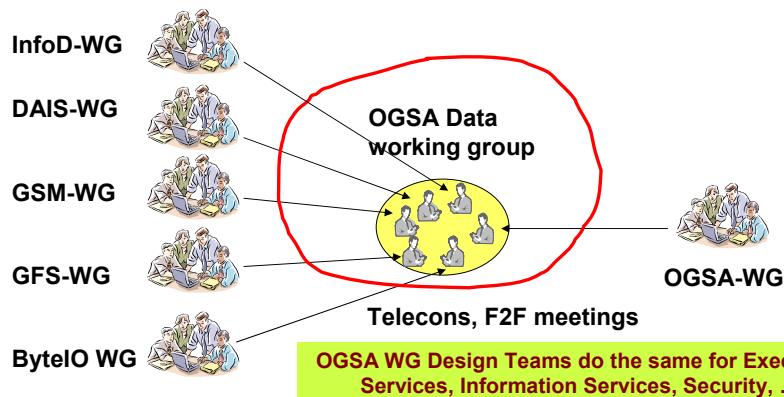 InfoD-WG
DAIS-WG
GSM-WG
GFS-WG
ByteIO WG
OGSA Data
working group
OGSA-WG
Telecons, F2F meetings
OGSA WG Design Teams do the same for Exec
Services, Information Services, Security, .